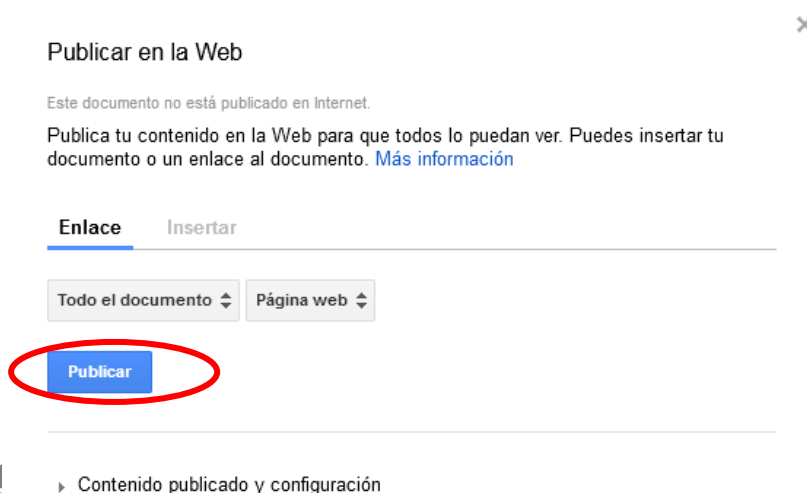 Publicar en la Web
Este documento no está publicado en Internet.
Publica tu contenido en la Web para que todos lo puedan ver. Puedes insertar tu
documento o un enlace al documento. Más información
Enlace Insertar
Todo el documento Página web
Publicar
Contenido publicado y configuración